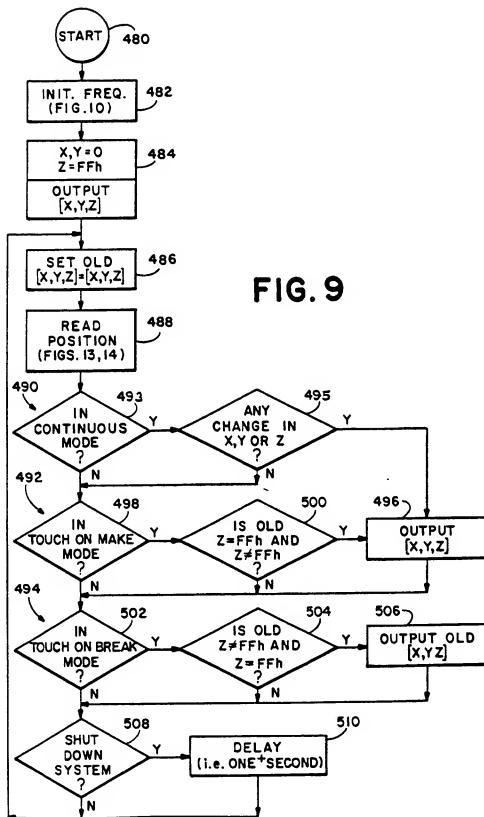 START
480
INIT. FREQ.
(FIG. 10)
482
X,Y=0
Z=FFh
484
OUTPUT
[X,Y,Z]
SET OLD
[X,Y,Z]=[X,Y,Z]
486
FIG. 9
READ
POSITION
(FIGS. 13, 14)
488
490
493
IN
CONTINUOUS
MODE
?
Y
N
495
ANY
CHANGE IN
X,Y OR Z
?
Y
N
492
498
IN
TOUCH ON MAKE
MODE
?
Y
N
500
IS OLD
Z=FFh AND
Z≠FFh
?
Y
N
496
OUTPUT
[X,Y,Z]
494
502
IN
TOUCH ON BREAK
MODE
?
Y
N
504
IS OLD
Z≠FFh AND
Z=FFh
?
Y
N
506
OUTPUT OLD
[X,Y Z]
508
SHUT
DOWN
SYSTEM
?
Y
N
510
DELAY
(i.e. ONE+SECOND)